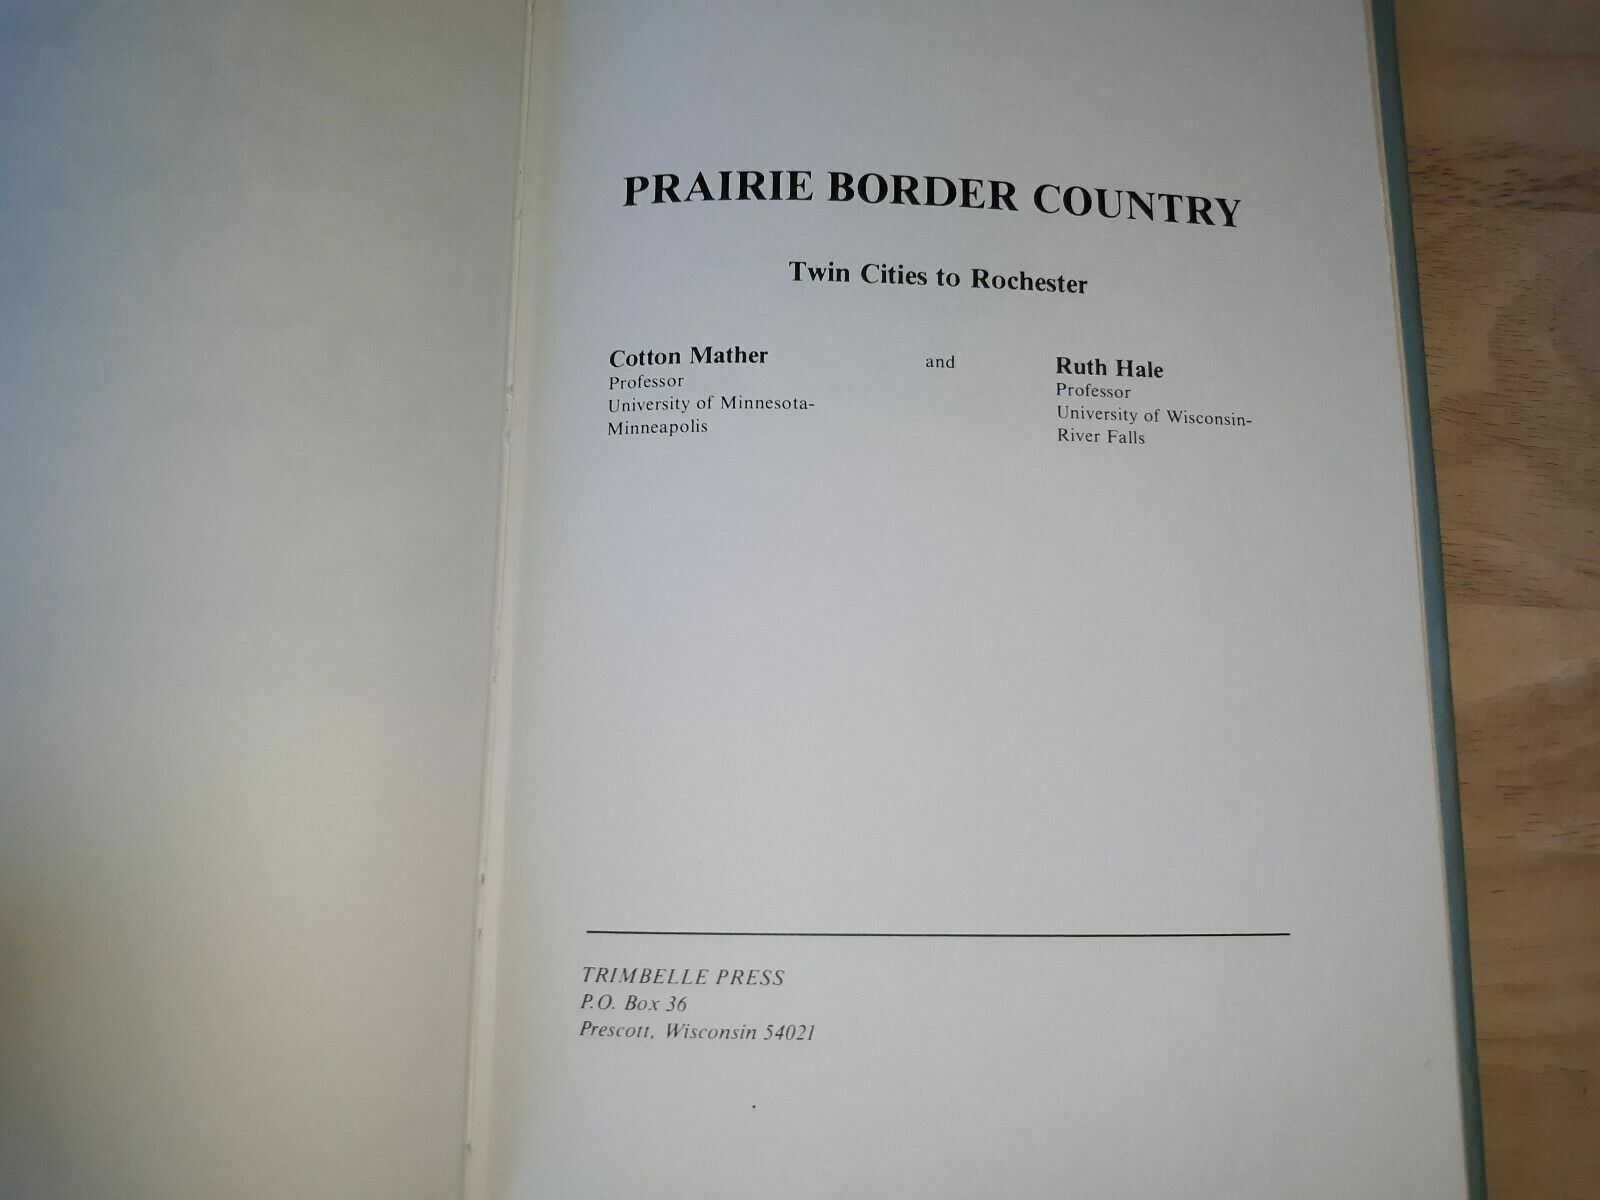 PRAIRIE BORDER COUNTRY
Twin Cities to Rochester
Cotton Mather
Professor
University of Minnesota-
Minneapolis
and
Ruth Hale
Professor
University of Wisconsin-
River Falls
TRIMBELLE PRESS
P.O. Box 36
Prescott, Wisconsin 54021